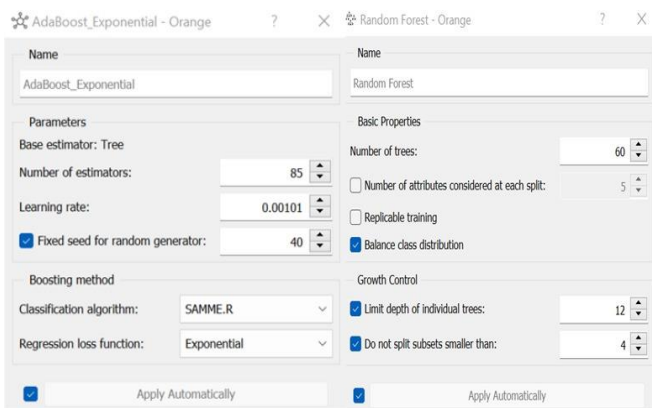 AdaBoost_Exponential - Orange ? ×
Name
AdaBoost_Exponential
Parameters
Base estimator: Tree
Number of estimators: 85
Learning rate: 0.00101
Fixed seed for random generator: 40
Boosting method
Classification algorithm: SAMME.R
Regression loss function: Exponential
Apply Automatically
Random Forest - Orange ? ×
Name
Random Forest
Basic Properties
Number of trees: 60
Number of attributes considered at each split: 5
Replicable training
Balance class distribution
Growth Control
Limit depth of individual trees: 12
Do not split subsets smaller than: 4
Apply Automatically